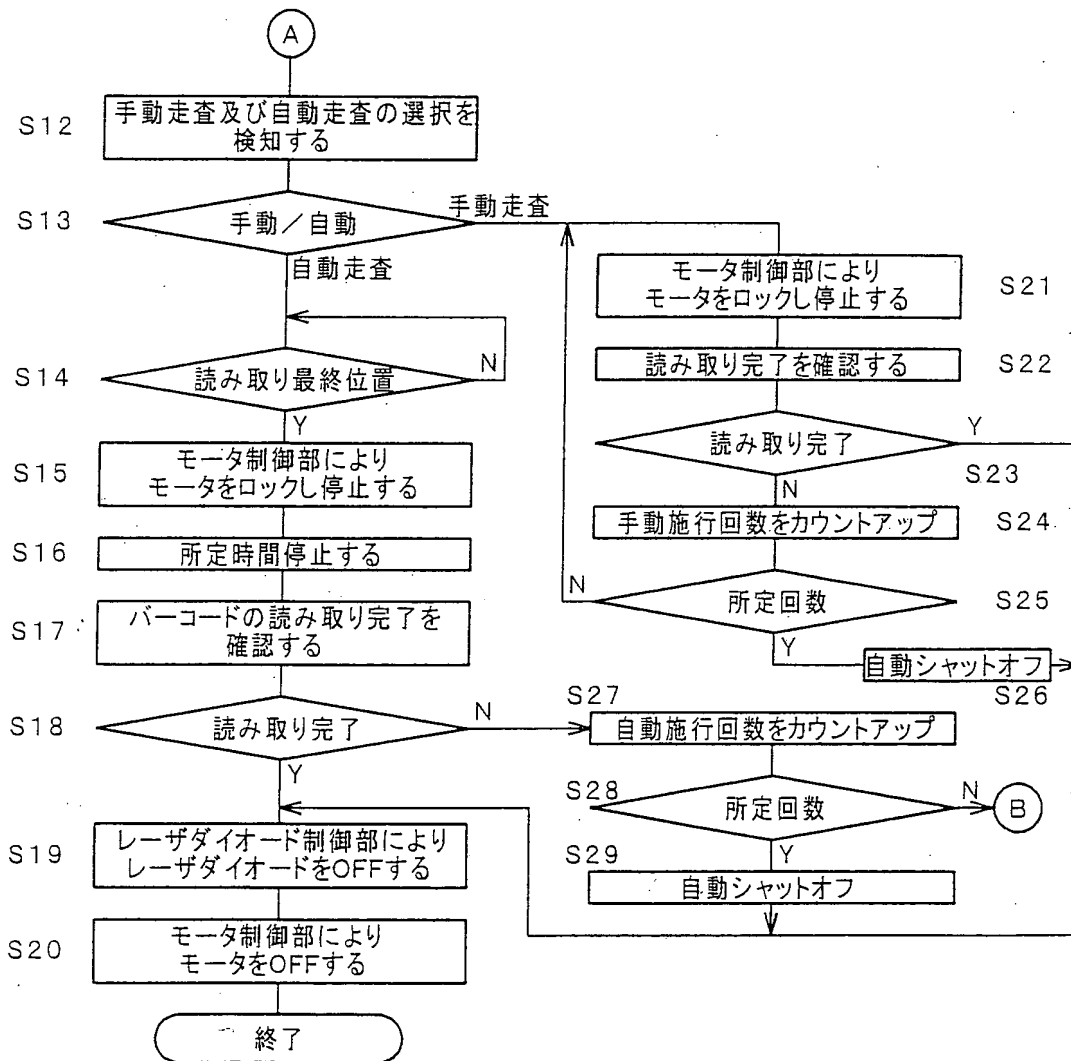 A
S12
手動走査及び自動走査の選択を
検知する
S13
手動/自動
手動走査
自動走査
S14
読み取り最終位置
N
Y
S15
モータ制御部により
モータをロックし停止する
S16
所定時間停止する
S17
バーコードの読み取り完了を
確認する
S18
読み取り完了
N
Y
S19
レーザダイオード制御部により
レーザダイオードをOFFする
S20
モータ制御部により
モータをOFFする
終了
モータ制御部により
モータをロックし停止する
S21
読み取り完了を確認する
S22
読み取り完了
Y
S23
N
手動施行回数をカウントアップ
S24
N
所定回数
S25
Y
自動シャットオフ
S26
S27
自動施行回数をカウントアップ
S28
所定回数
N
B
Y
S29
自動シャットオフ